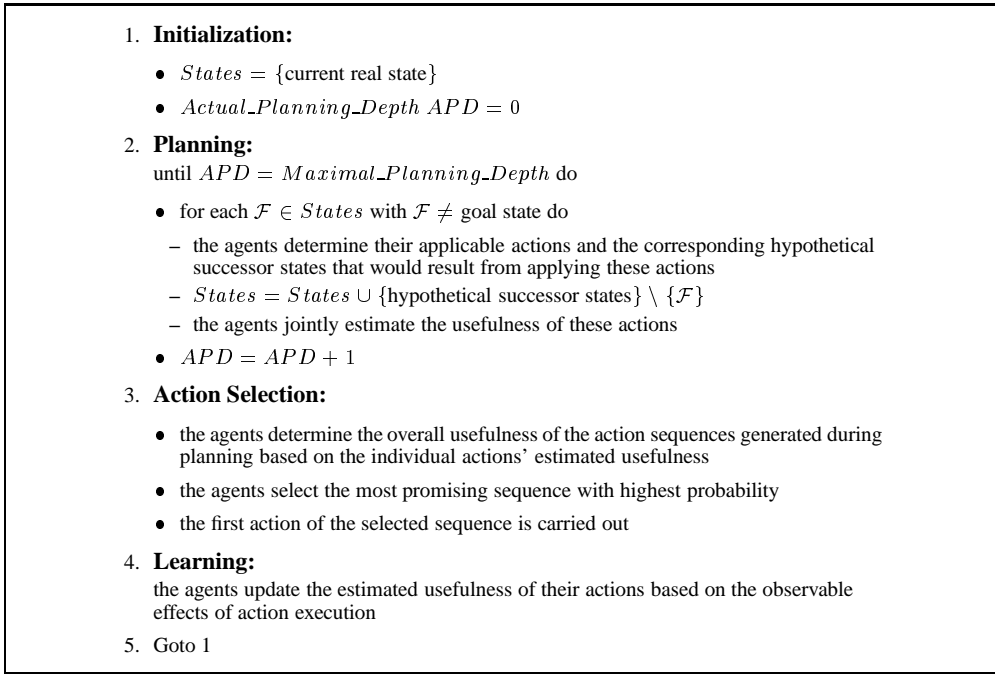 1. Initialization:
• States = {current real state}
• Actual_Planning_Depth APD = 0
2. Planning:
until APD = Maximal_Planning_Depth do
• for each ℱ ∈ States with ℱ ≠ goal state do
– the agents determine their applicable actions and the corresponding hypothetical
successor states that would result from applying these actions
– States = States ∪ {hypothetical successor states} \ {ℱ}
– the agents jointly estimate the usefulness of these actions
• APD = APD + 1
3. Action Selection:
• the agents determine the overall usefulness of the action sequences generated during
planning based on the individual actions' estimated usefulness
• the agents select the most promising sequence with highest probability
• the first action of the selected sequence is carried out
4. Learning:
the agents update the estimated usefulness of their actions based on the observable
effects of action execution
5. Goto 1